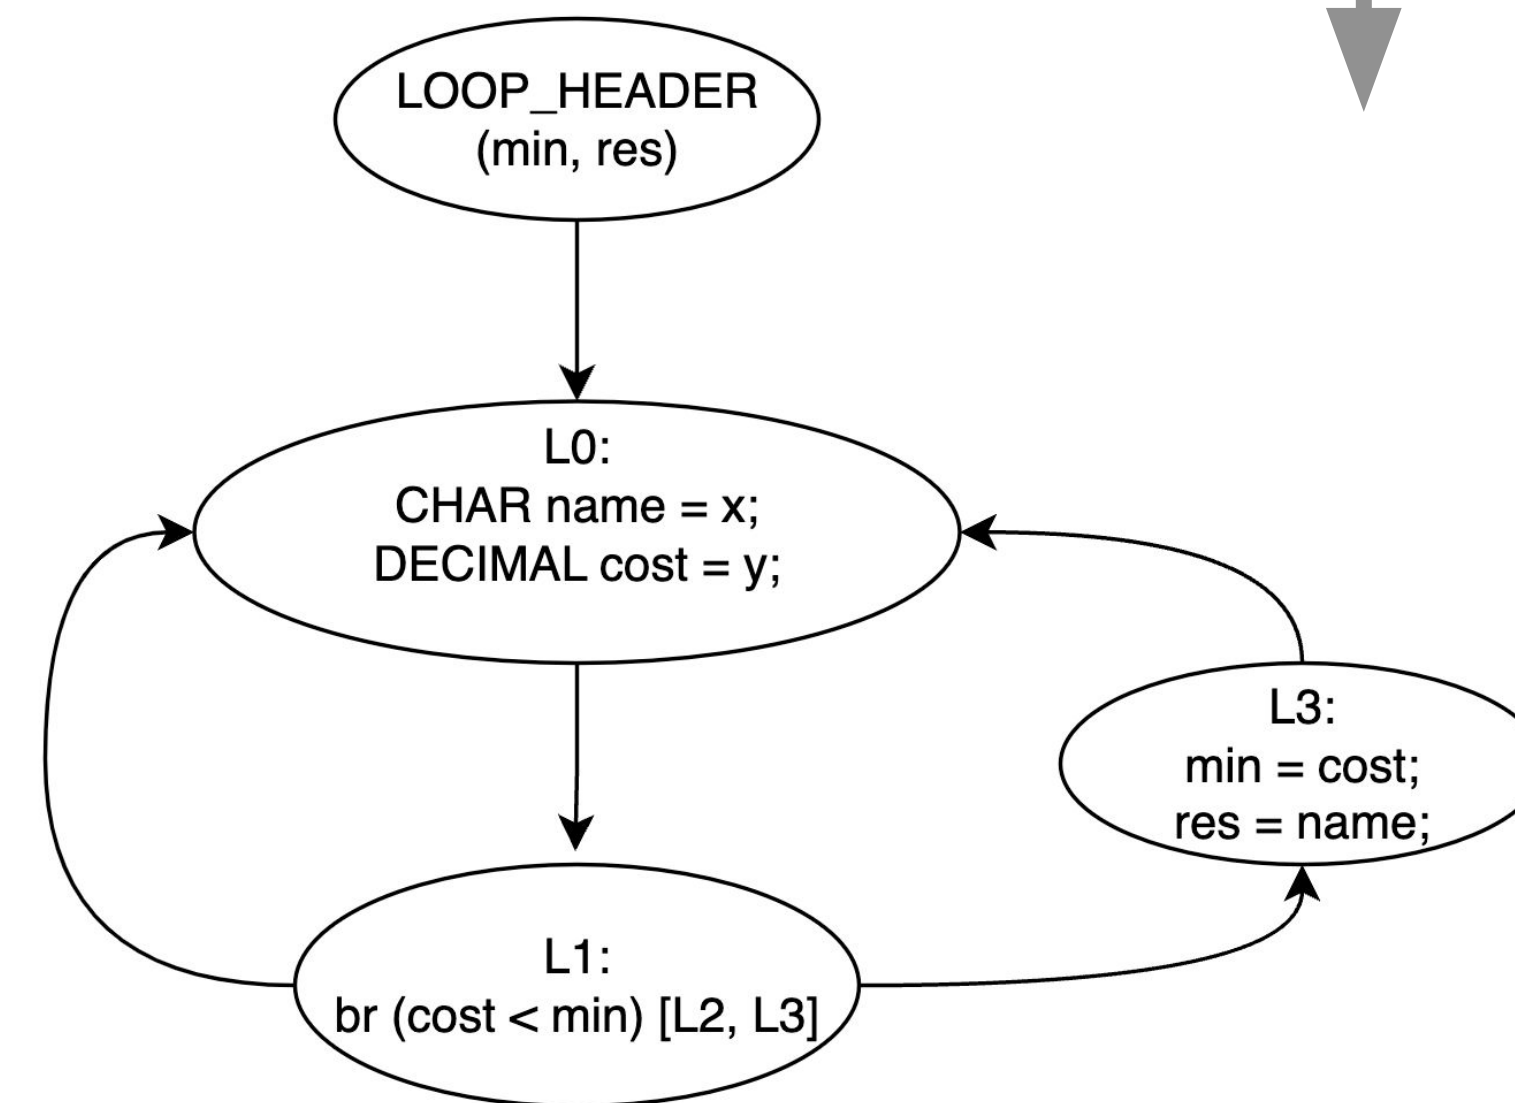 LOOP_HEADER
(min, res)
L0:
CHAR name = x;
DECIMAL cost = y;
L3:
min = cost;
res = name;
L1:
br (cost < min) [L2, L3]